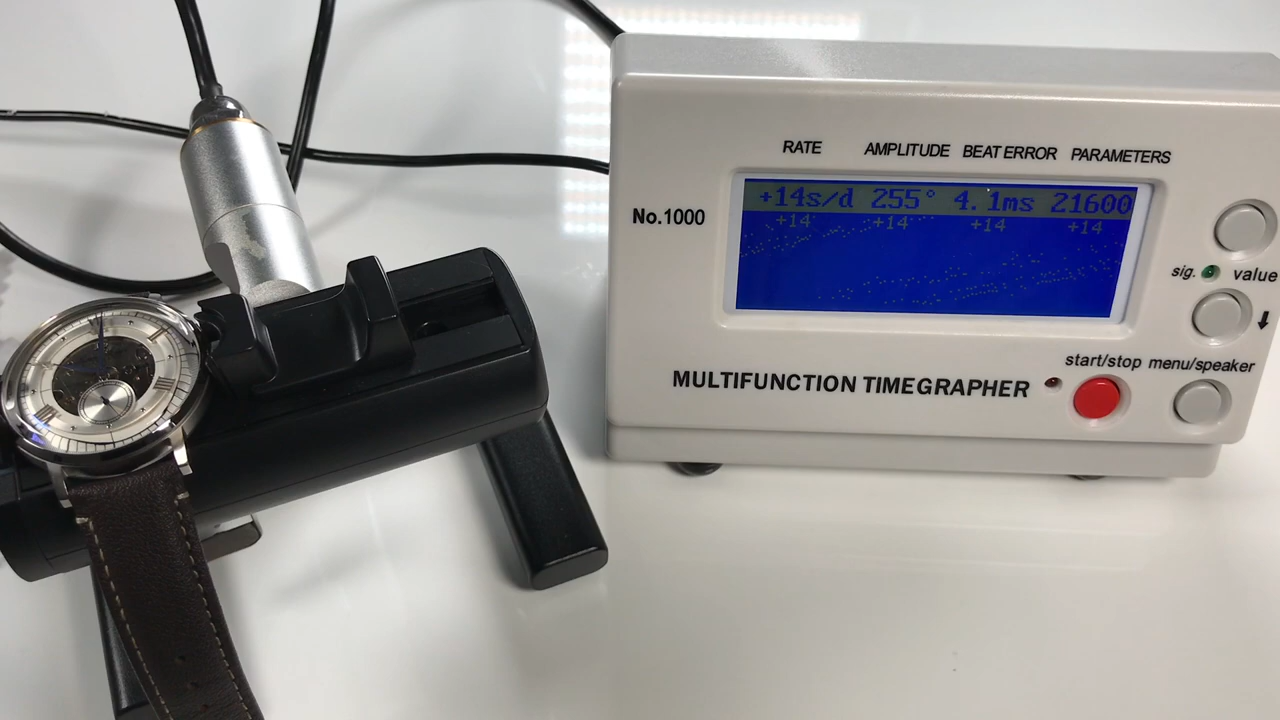 RATE AMPLITUDE BEAT ERROR PARAMETERS
+14s/d 255° 4.1ms 21600
+14 +14 +14 +14
No.1000
sig. value
start/stop menu/speaker
MULTIFUNCTION TIMEGRAPHER